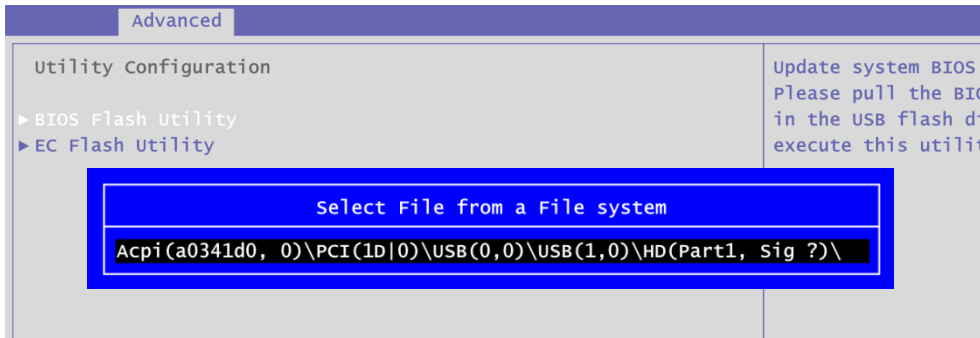 Advanced
Utility Configuration
BIOS Flash Utility
EC Flash Utility
Update system BIOS
Please pull the
in the USB flash
execute this
Select File from a File system
Acpi(a0341d0, 0)\PCI(1D|0)\USB(0,0)\USB(1,0)\HD(Part1, Sig ?)\